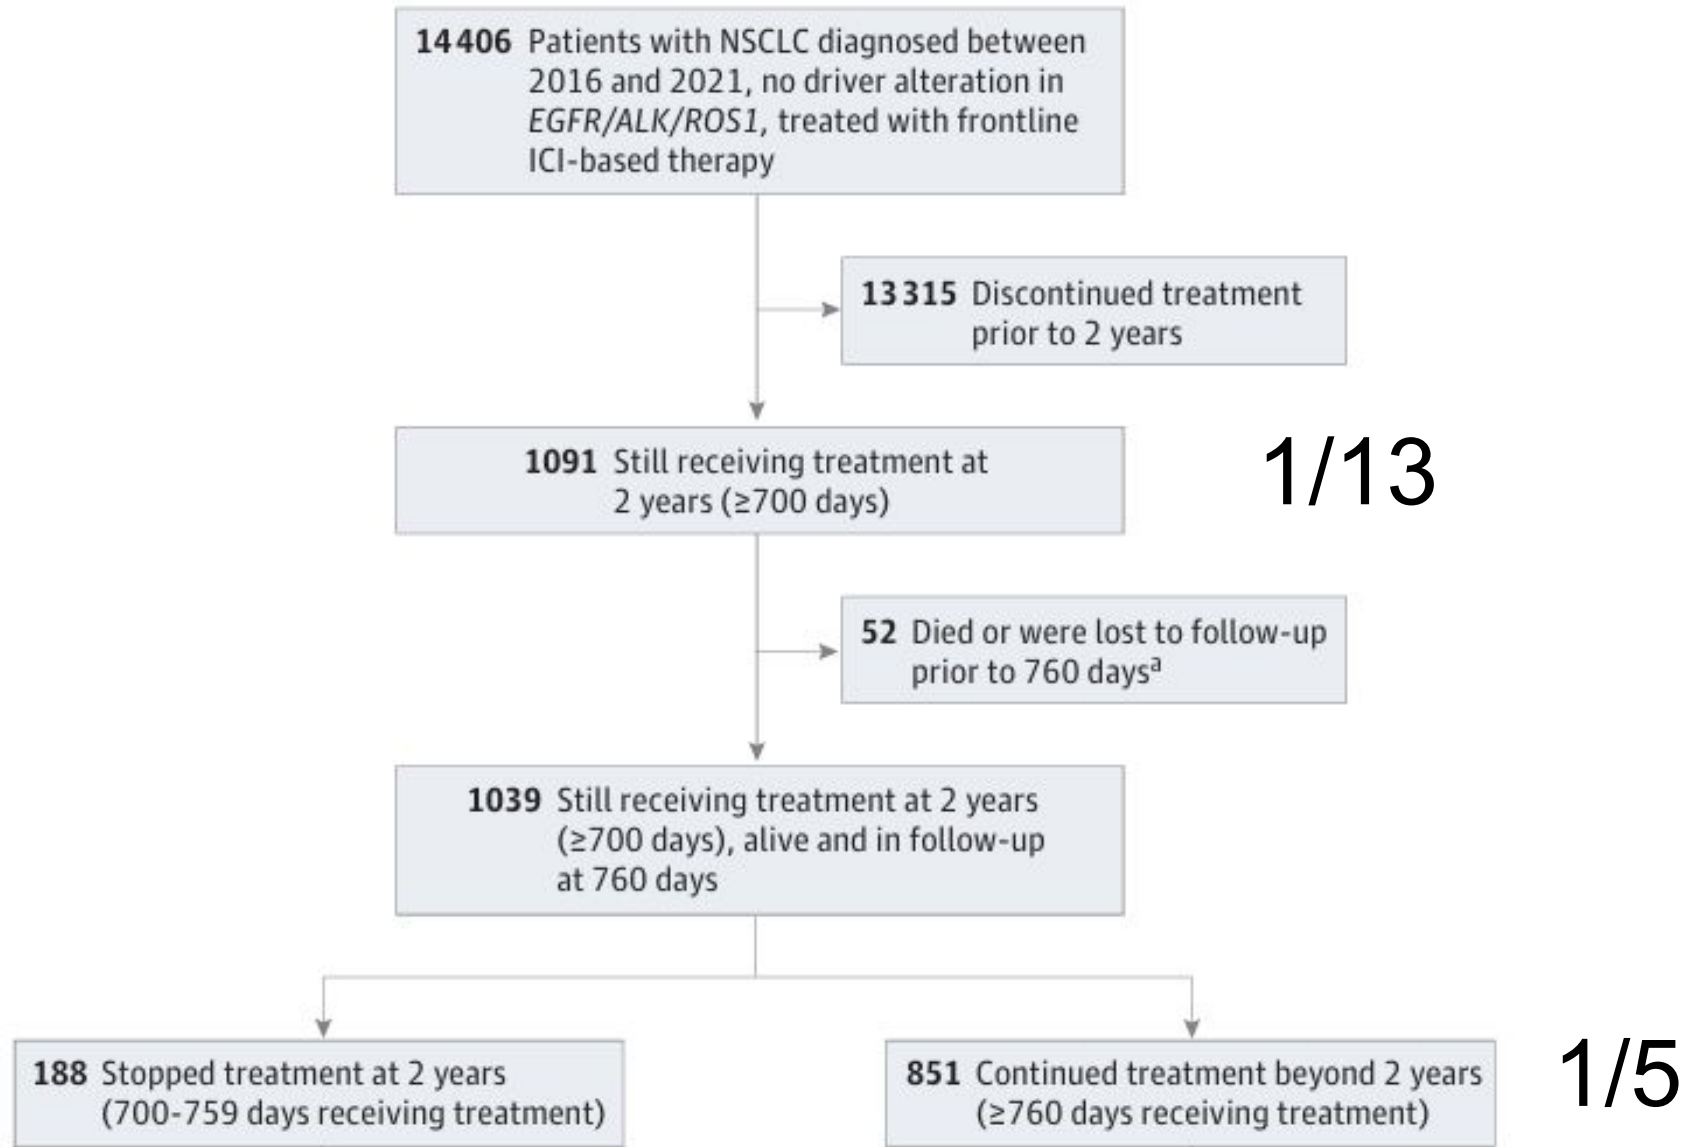 14 406 Patients with NSCLC diagnosed between
2016 and 2021, no driver alteration in
EGFR/ALK/ROS1, treated with frontline
ICI-based therapy
13 315 Discontinued treatment
prior to 2 years
1091 Still receiving treatment at
2 years (≥700 days)
1/13
52 Died or were lost to follow-up
prior to 760 daysᵃ
1039 Still receiving treatment at 2 years
(≥700 days), alive and in follow-up
at 760 days
188 Stopped treatment at 2 years
(700-759 days receiving treatment)
851 Continued treatment beyond 2 years
(≥760 days receiving treatment)
1/5